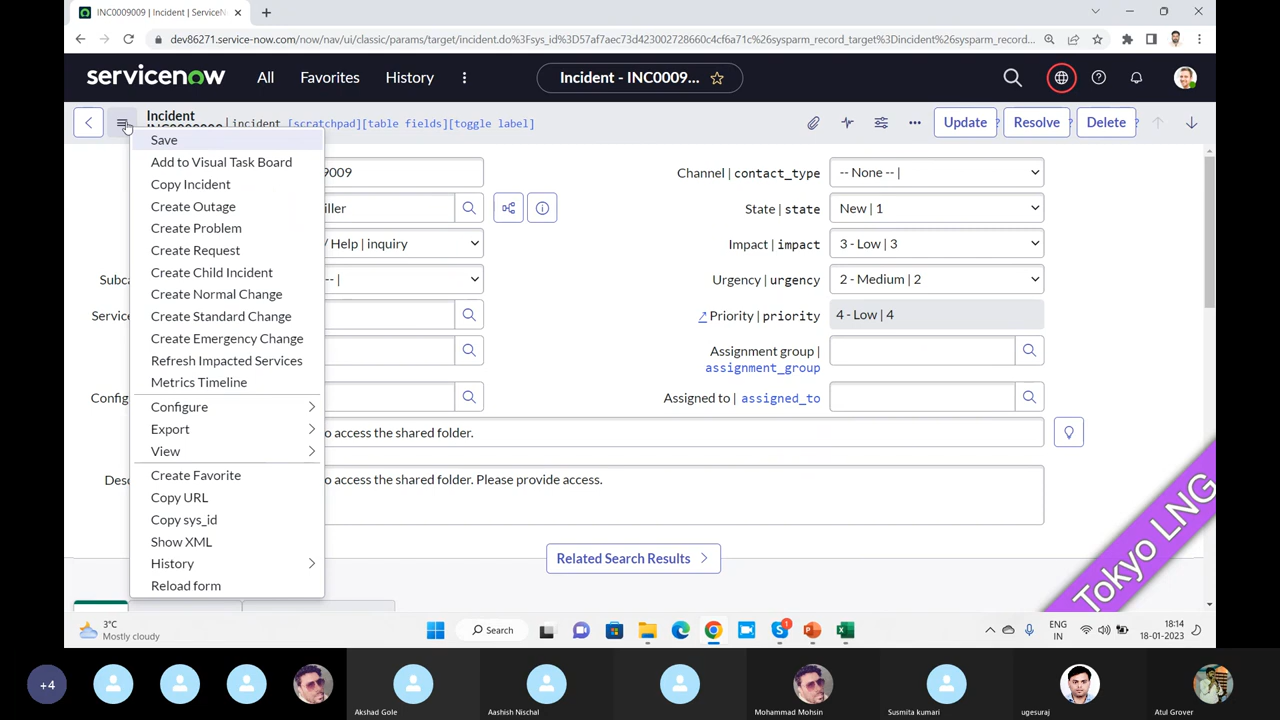 INC0009009 | Incident | ServiceN
dev86271.service-now.com/now/nav/ui/classic/params/target/incident.do%3Fsys_id%3D57af7aec73d423002728660c4cf6a71c%26sysparm_record_target%3Dincident%26sysparm_record...
servicenow
All
Favorites
History
Incident - INC0009...
Incident
| incident [scratchpad][table fields][toggle label]
Update
Resolve
Delete
Save
Add to Visual Task Board
Copy Incident
Create Outage
Create Problem
Create Request
Create Child Incident
Create Normal Change
Create Standard Change
Create Emergency Change
Refresh Impacted Services
Metrics Timeline
Configure
Export
View
Create Favorite
Copy URL
Copy sys_id
Show XML
History
Reload form
9009
iller
/ Help | inquiry
Subca
-- |
Service
Config
o access the shared folder.
Desc
o access the shared folder. Please provide access.
Channel | contact_type
-- None -- |
State | state
New | 1
Impact | impact
3 - Low | 3
Urgency | urgency
2 - Medium | 2
Priority | priority
4 - Low | 4
Assignment group |
assignment_group
Assigned to | assigned_to
Related Search Results
Tokyo LNG
3°C
Mostly cloudy
Search
1
ENG
IN
18:14
18-01-2023
+4
Akshad Gole
Aashish Nischal
Mohammad Mohsin
Susmita kumari
ugesuraj
Atul Grover